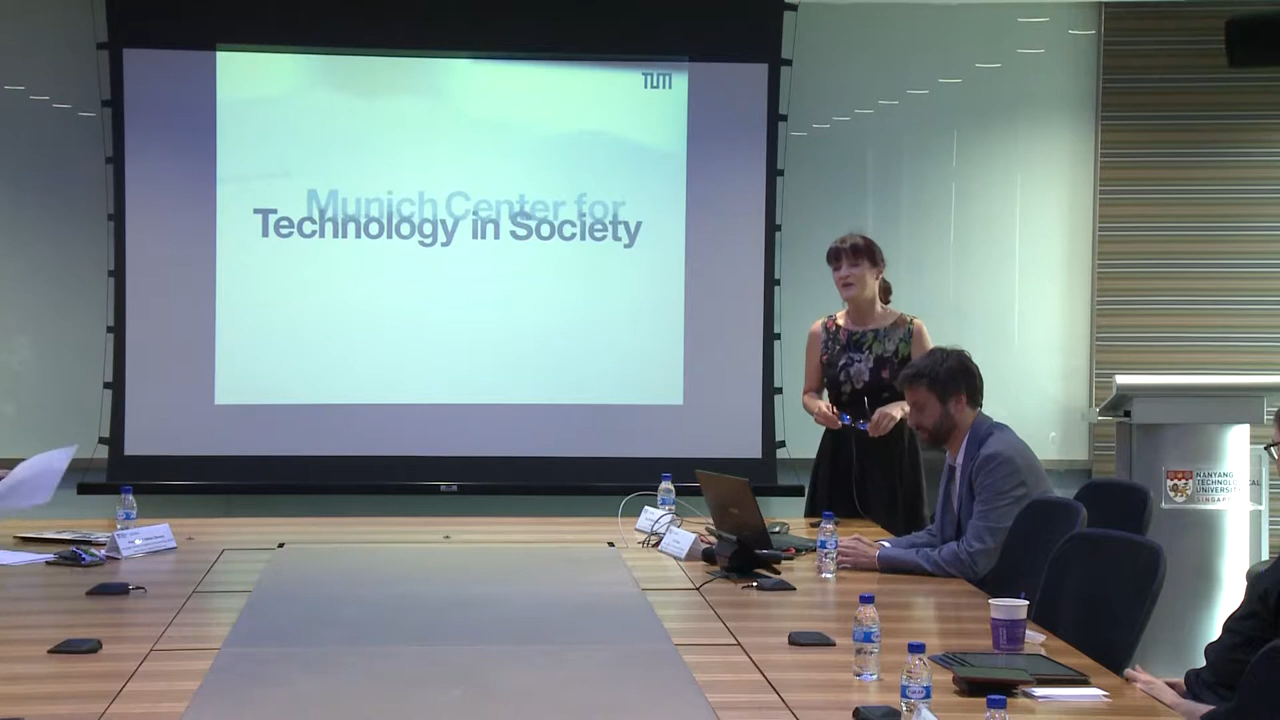 TUM
Munich Center for
Technology in Society
NANYANG
TECHNOLOGICAL
UNIVERSITY
SINGAPORE